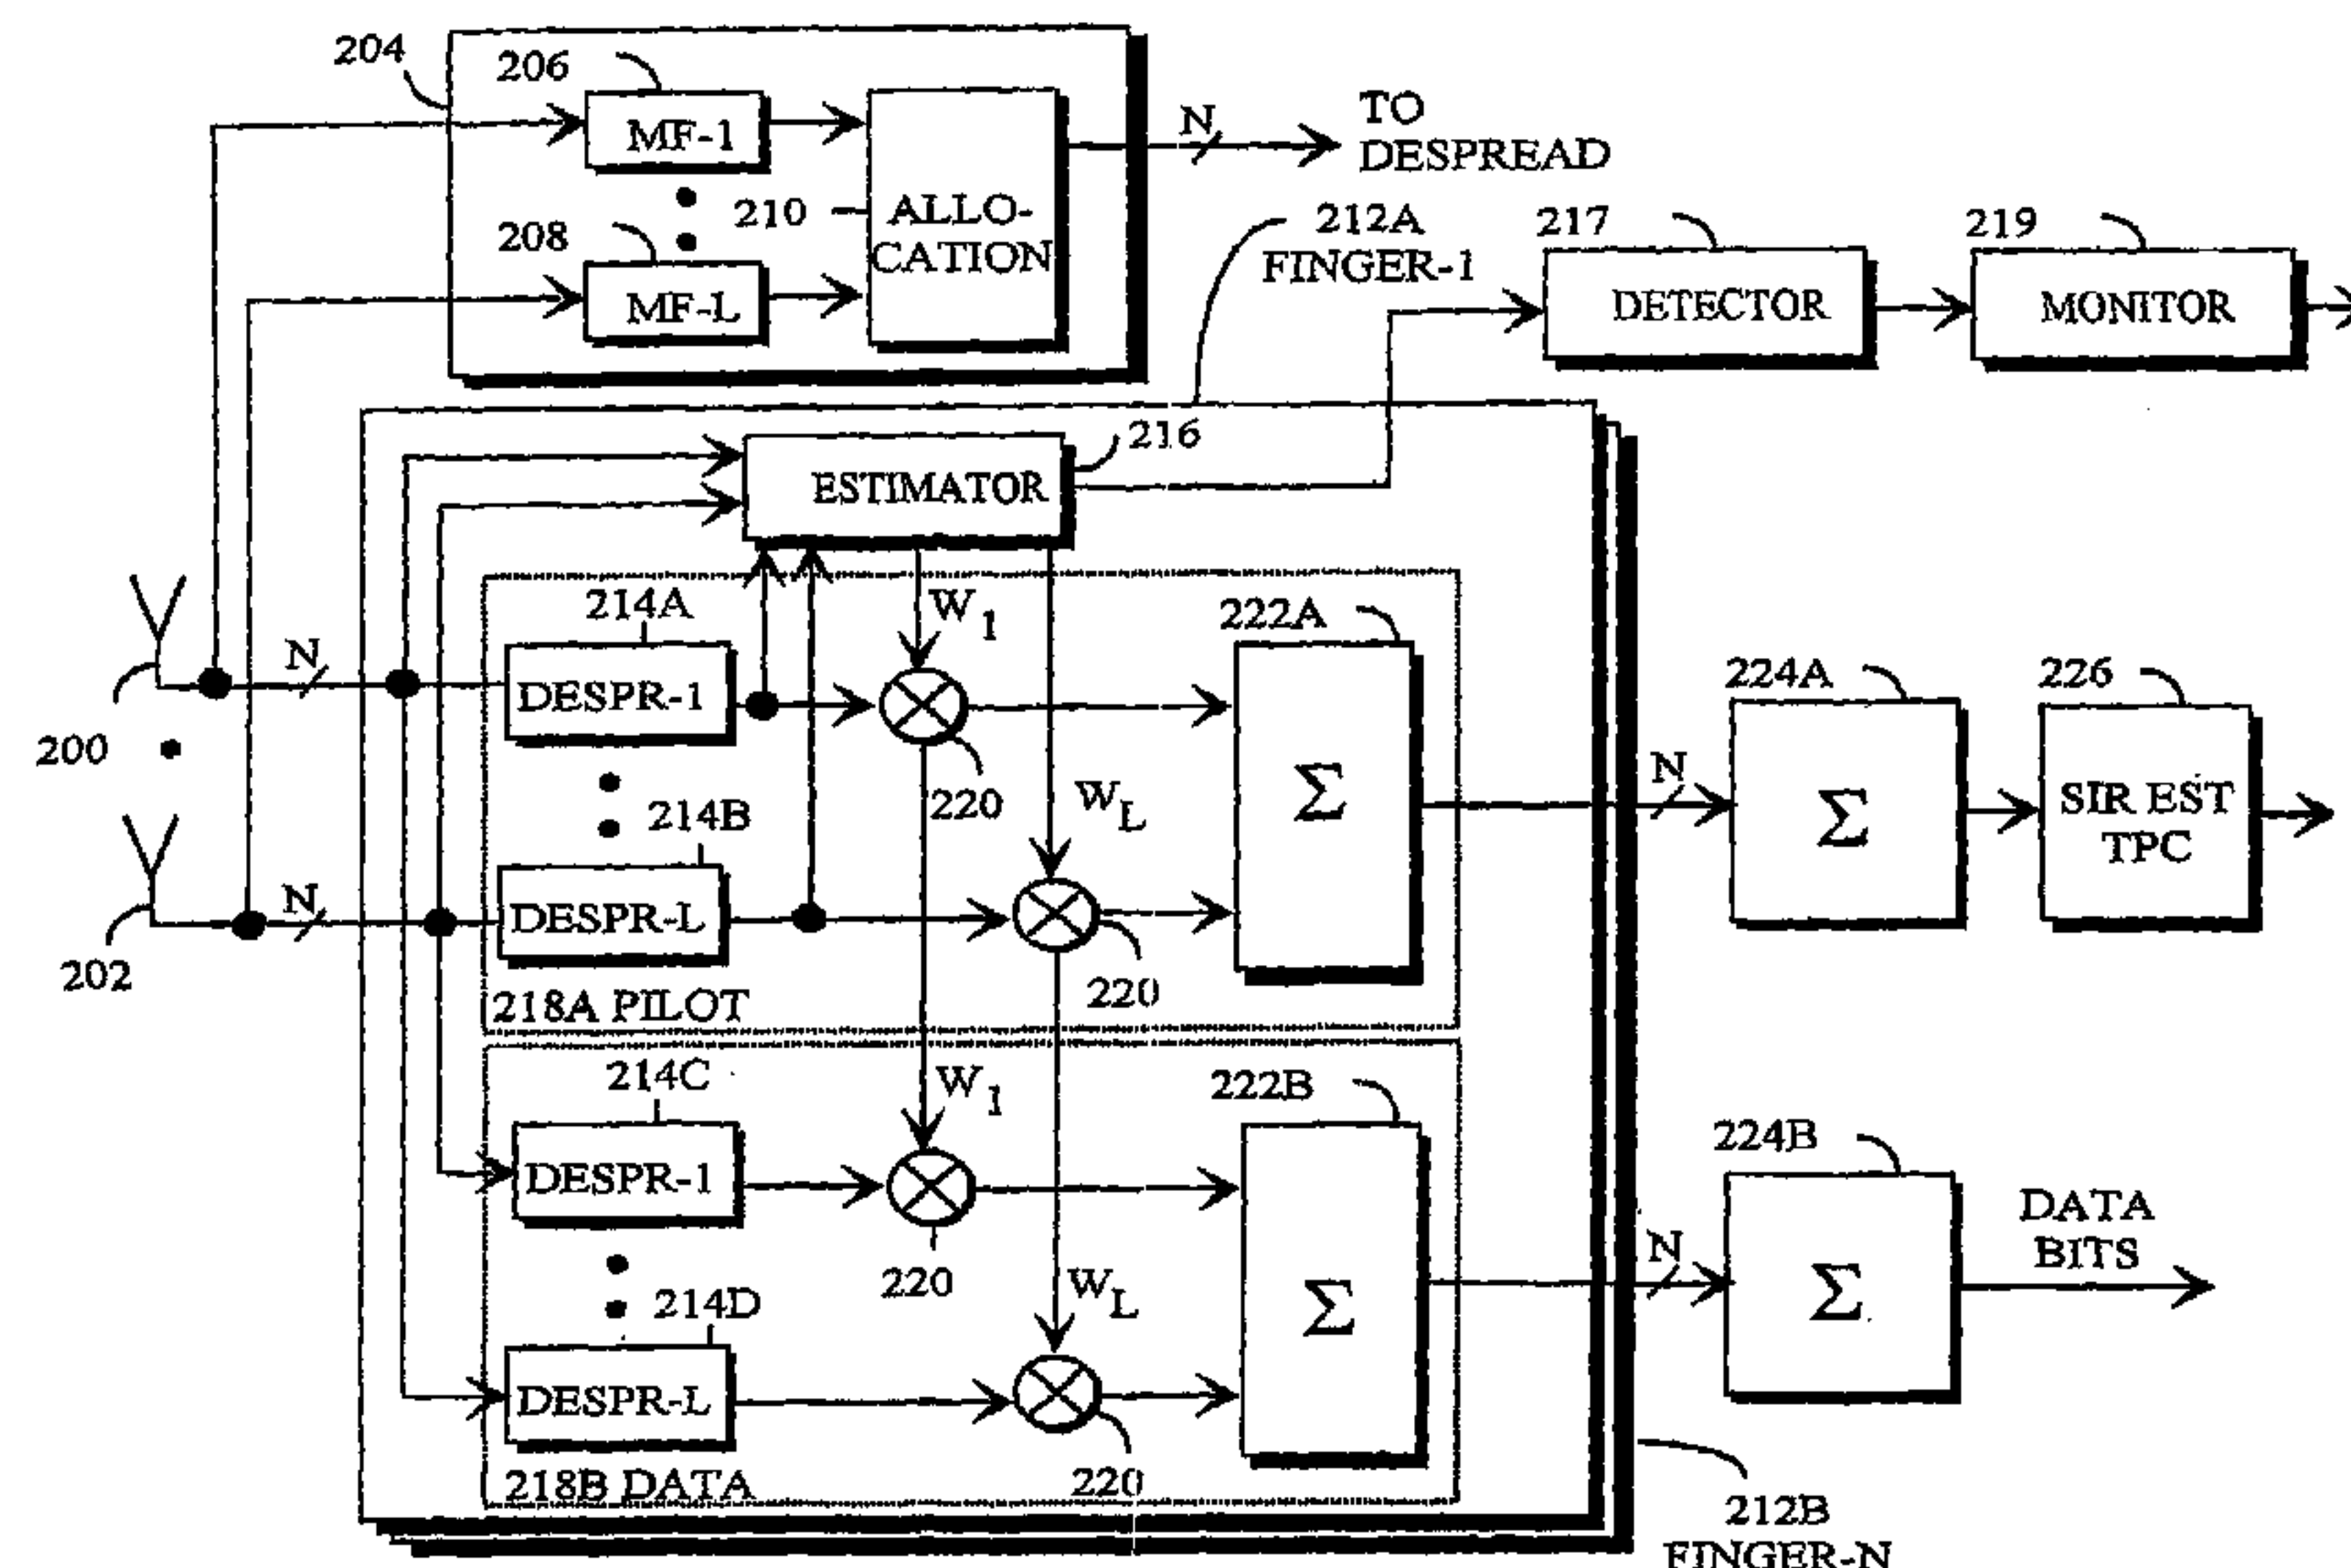 204
206
MF-1
208
MF-L
210
ALLO-
CATION
N
TO
DESPREAD
212A
FINGER-1
217
DETECTOR
219
MONITOR
216
ESTIMATOR
200
N
202
N
214A
DESPR-1
W1
220
214B
DESPR-L
WL
220
222A
Σ
218A PILOT
N
224A
Σ
226
SIR EST
TPC
214C
DESPR-1
W1
220
214D
DESPR-L
WL
220
222B
Σ
218B DATA
N
224B
Σ
DATA
BITS
212B
FINGER-N